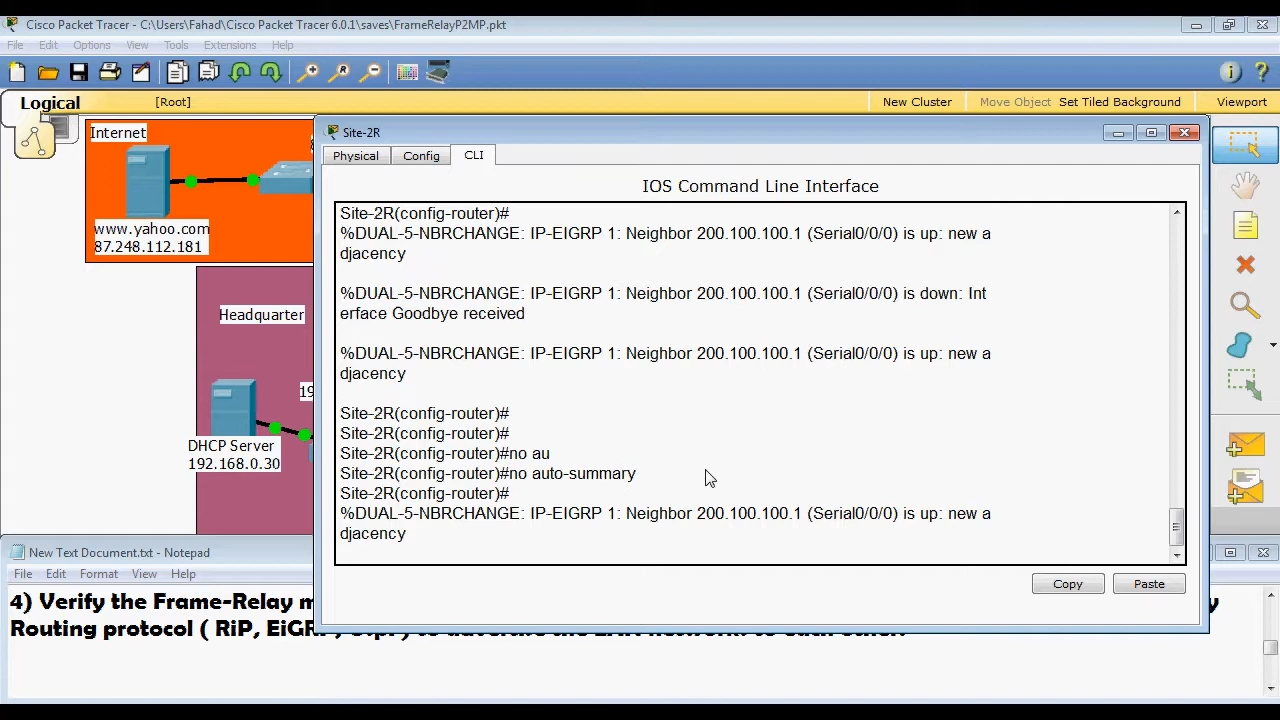 Cisco Packet Tracer - C:\Users\Fahad\Cisco Packet Tracer 6.0.1\saves\FrameRelayP2MP.pkt
File Edit Options View Tools Extensions Help
Logical [Root] New Cluster Move Object Set Tiled Background Viewport
Internet
www.yahoo.com
87.248.112.181
Headquarter
19
DHCP Server
192.168.0.30
Site-2R
Physical Config CLI
IOS Command Line Interface
Site-2R(config-router)#
%DUAL-5-NBRCHANGE: IP-EIGRP 1: Neighbor 200.100.100.1 (Serial0/0/0) is up: new a
djacency
%DUAL-5-NBRCHANGE: IP-EIGRP 1: Neighbor 200.100.100.1 (Serial0/0/0) is down: Int
erface Goodbye received
%DUAL-5-NBRCHANGE: IP-EIGRP 1: Neighbor 200.100.100.1 (Serial0/0/0) is up: new a
djacency
Site-2R(config-router)#
Site-2R(config-router)#
Site-2R(config-router)#no au
Site-2R(config-router)#no auto-summary
Site-2R(config-router)#
%DUAL-5-NBRCHANGE: IP-EIGRP 1: Neighbor 200.100.100.1 (Serial0/0/0) is up: new a
djacency
Copy Paste
New Text Document.txt - Notepad
File Edit Format View Help
4) Verify the Frame-Relay
Routing protocol ( RiP,